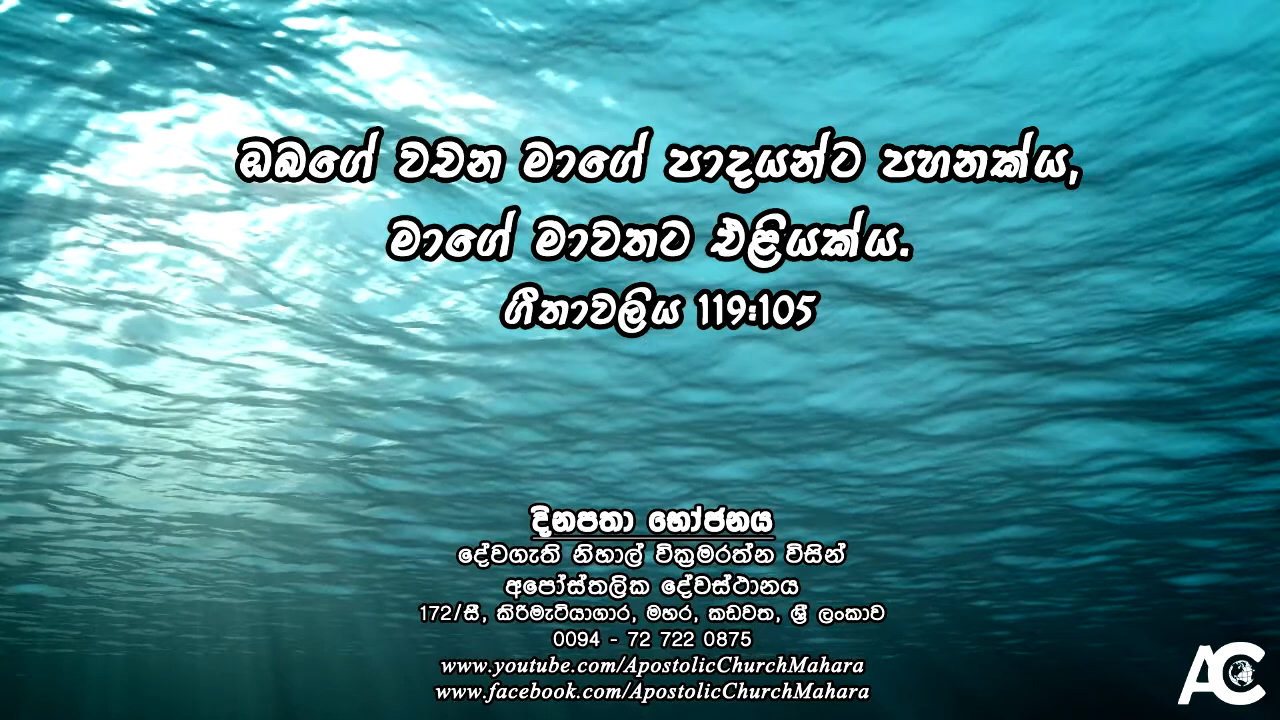 ඔබගේ වචන මාගේ පාදයන්ට පහනක්ය,
මාගේ මාවතට එළියක්ය.
ගීතාවලිය 119:105
දිනපතා භෝජනය
දේවගැති නිහාල් වික්‍රමරත්න විසින්
අපෝස්තලික දේවස්ථානය
172/සී, කිරිමැටියාගාර, මහර, කඩවත, ශ්‍රී ලංකාව
0094 - 72 722 0875
www.youtube.com/ApostolicChurchMahara
www.facebook.com/ApostolicChurchMahara
AC